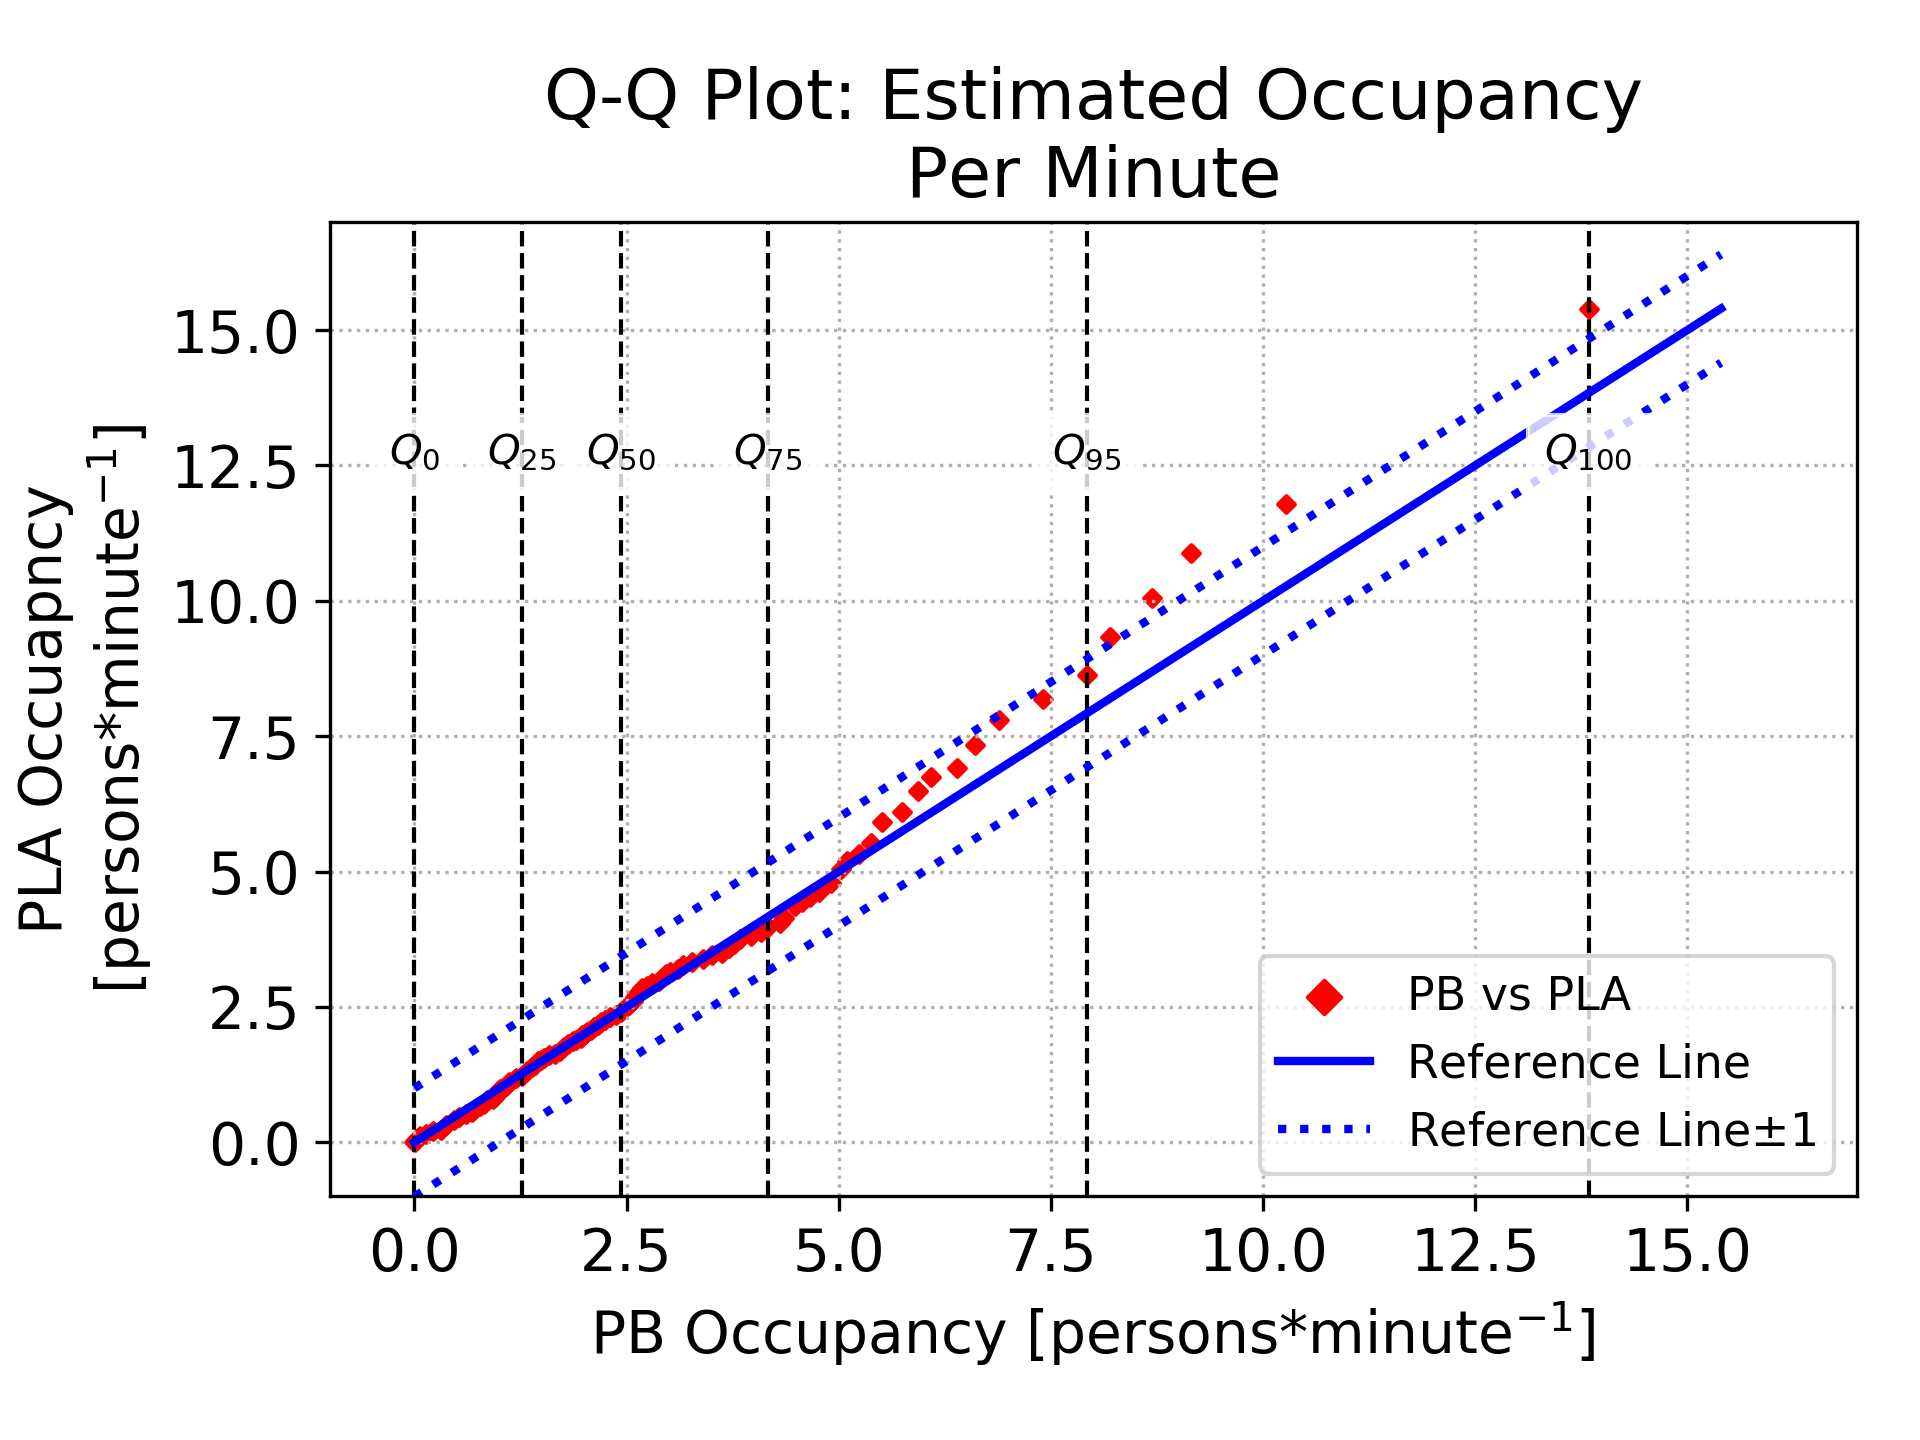 Q-Q Plot: Estimated Occupancy
Per Minute
PLA Occuapncy
[persons*minute⁻¹]
15.0
12.5
10.0
7.5
5.0
2.5
0.0
Q₀ Q₂₅ Q₅₀ Q₇₅ Q₉₅ Q₁₀₀
PB vs PLA
Reference Line
Reference Line±1
0.0 2.5 5.0 7.5 10.0 12.5 15.0
PB Occupancy [persons*minute⁻¹]